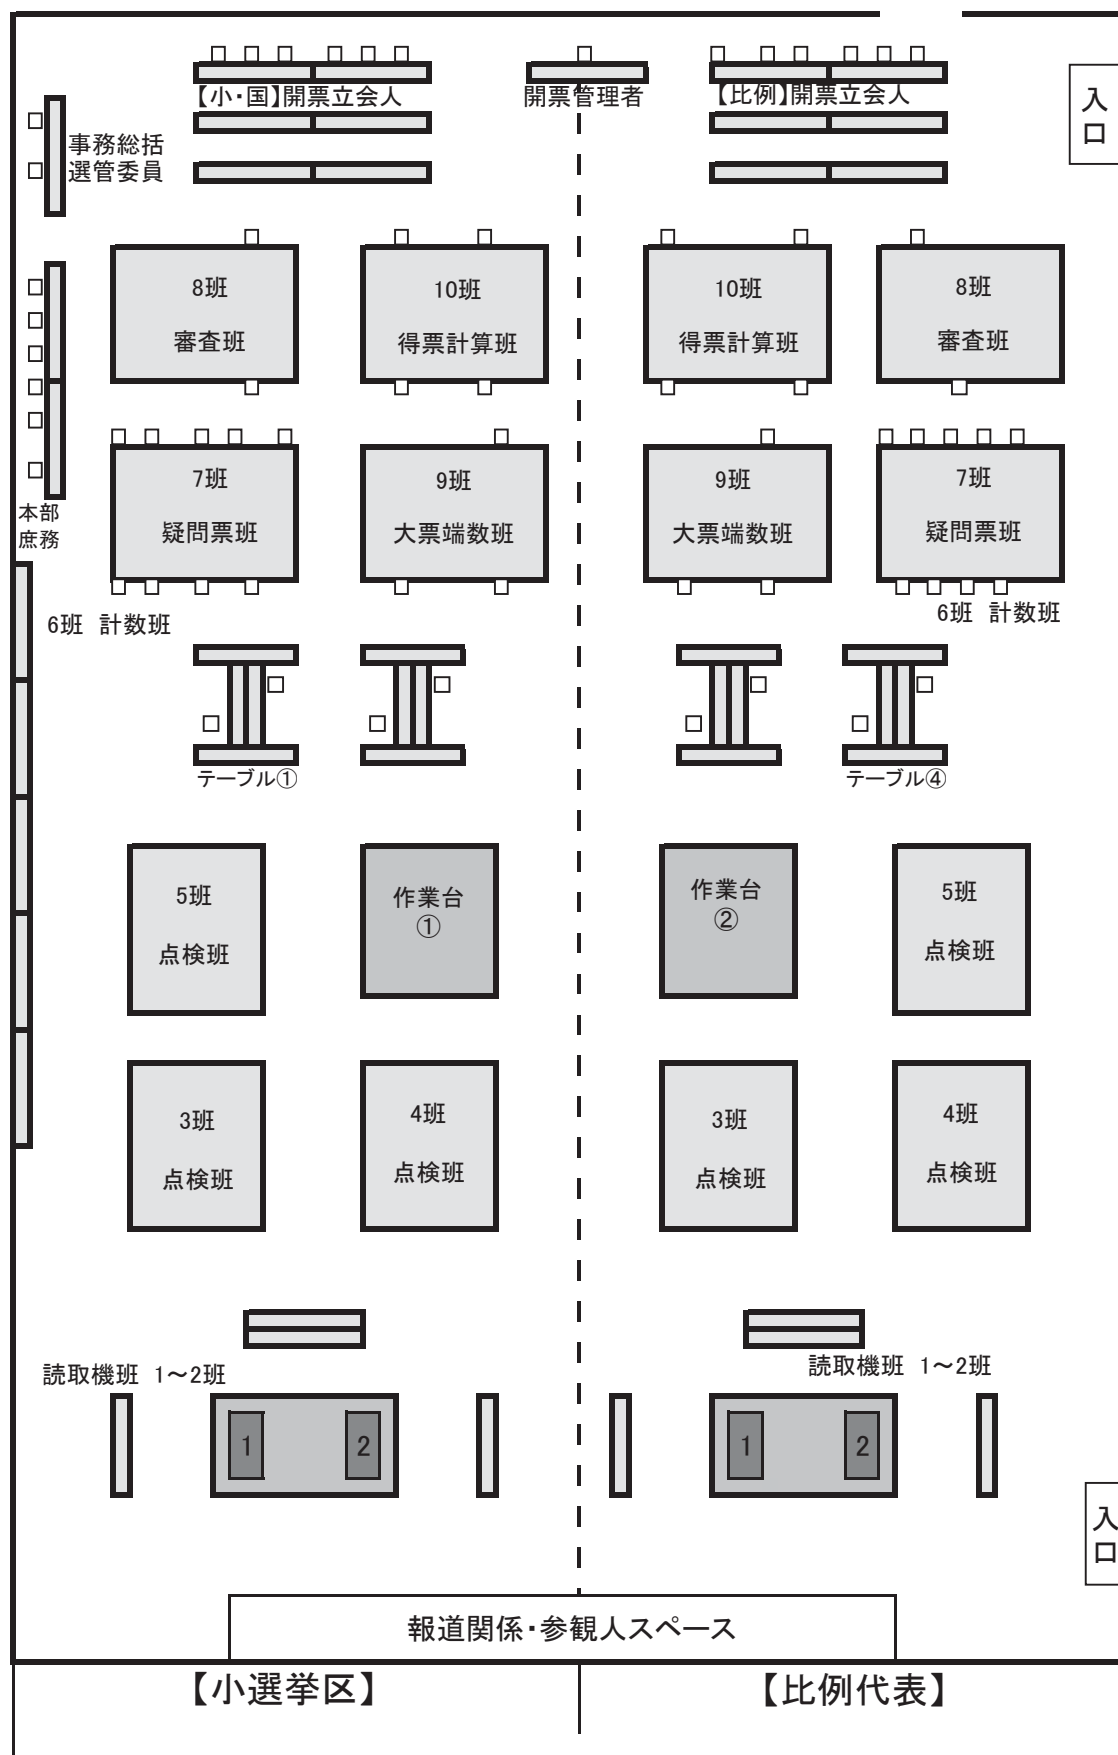 【小・国】開票立会人
開票管理者
【比例】開票立会人
入
口
事務総括
選管委員
8班
審査班
10班
得票計算班
10班
得票計算班
8班
審査班
7班
疑問票班
9班
大票端数班
9班
大票端数班
7班
疑問票班
本部
庶務
6班 計数班
6班 計数班
テーブル①
テーブル④
5班
点検班
作業台
①
作業台
②
5班
点検班
3班
点検班
4班
点検班
3班
点検班
4班
点検班
読取機班 1～2班
読取機班 1～2班
1
2
1
2
入
口
報道関係・参観人スペース
【小選挙区】
【比例代表】